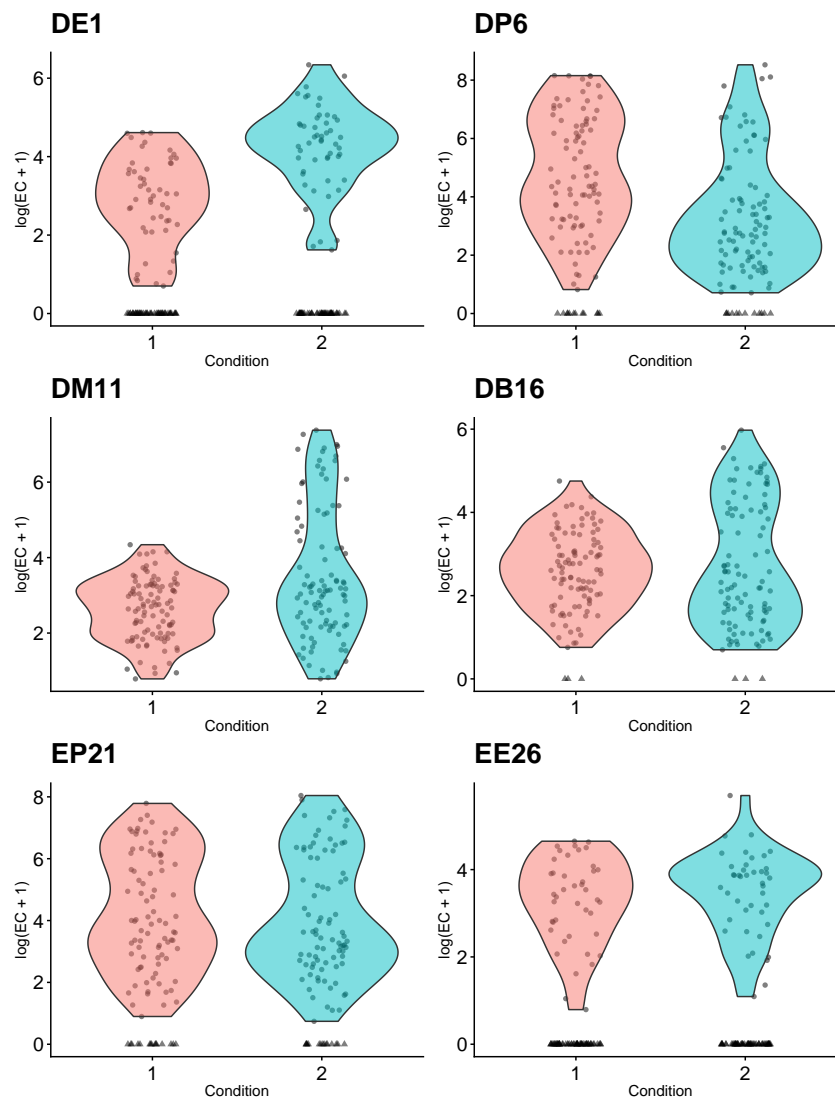 DE1
log(EC + 1)
6
4
2
0
1 2
Condition
DP6
log(EC + 1)
8
6
4
2
0
1 2
Condition
DM11
log(EC + 1)
6
4
2
1 2
Condition
DB16
log(EC + 1)
6
4
2
0
1 2
Condition
EP21
log(EC + 1)
8
6
4
2
0
1 2
Condition
EE26
log(EC + 1)
4
2
0
1 2
Condition